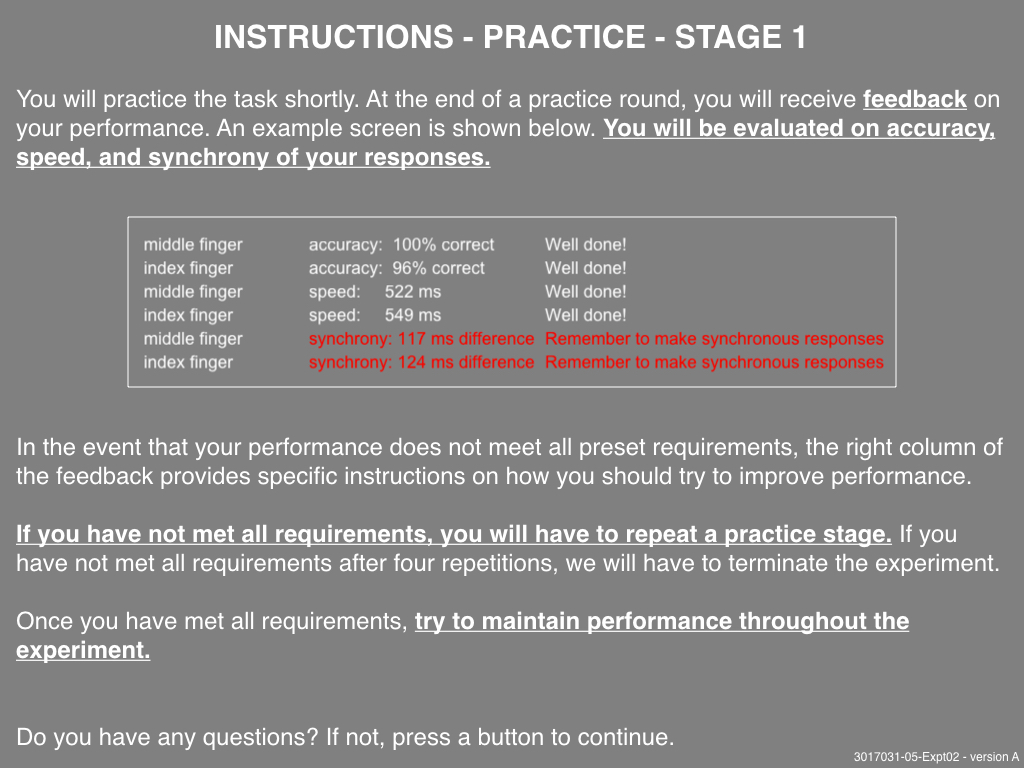 INSTRUCTIONS - PRACTICE - STAGE 1
You will practice the task shortly. At the end of a practice round, you will receive feedback on
your performance. An example screen is shown below. You will be evaluated on accuracy,
speed, and synchrony of your responses.
middle finger accuracy: 100% correct Well done!
index finger accuracy: 96% correct Well done!
middle finger speed: 522 ms Well done!
index finger speed: 549 ms Well done!
middle finger synchrony: 117 ms difference Remember to make synchronous responses
index finger synchrony: 124 ms difference Remember to make synchronous responses
In the event that your performance does not meet all preset requirements, the right column of
the feedback provides specific instructions on how you should try to improve performance.
If you have not met all requirements, you will have to repeat a practice stage. If you
have not met all requirements after four repetitions, we will have to terminate the experiment.
Once you have met all requirements, try to maintain performance throughout the
experiment.
Do you have any questions? If not, press a button to continue.
3017031-05-Expt02 - version A